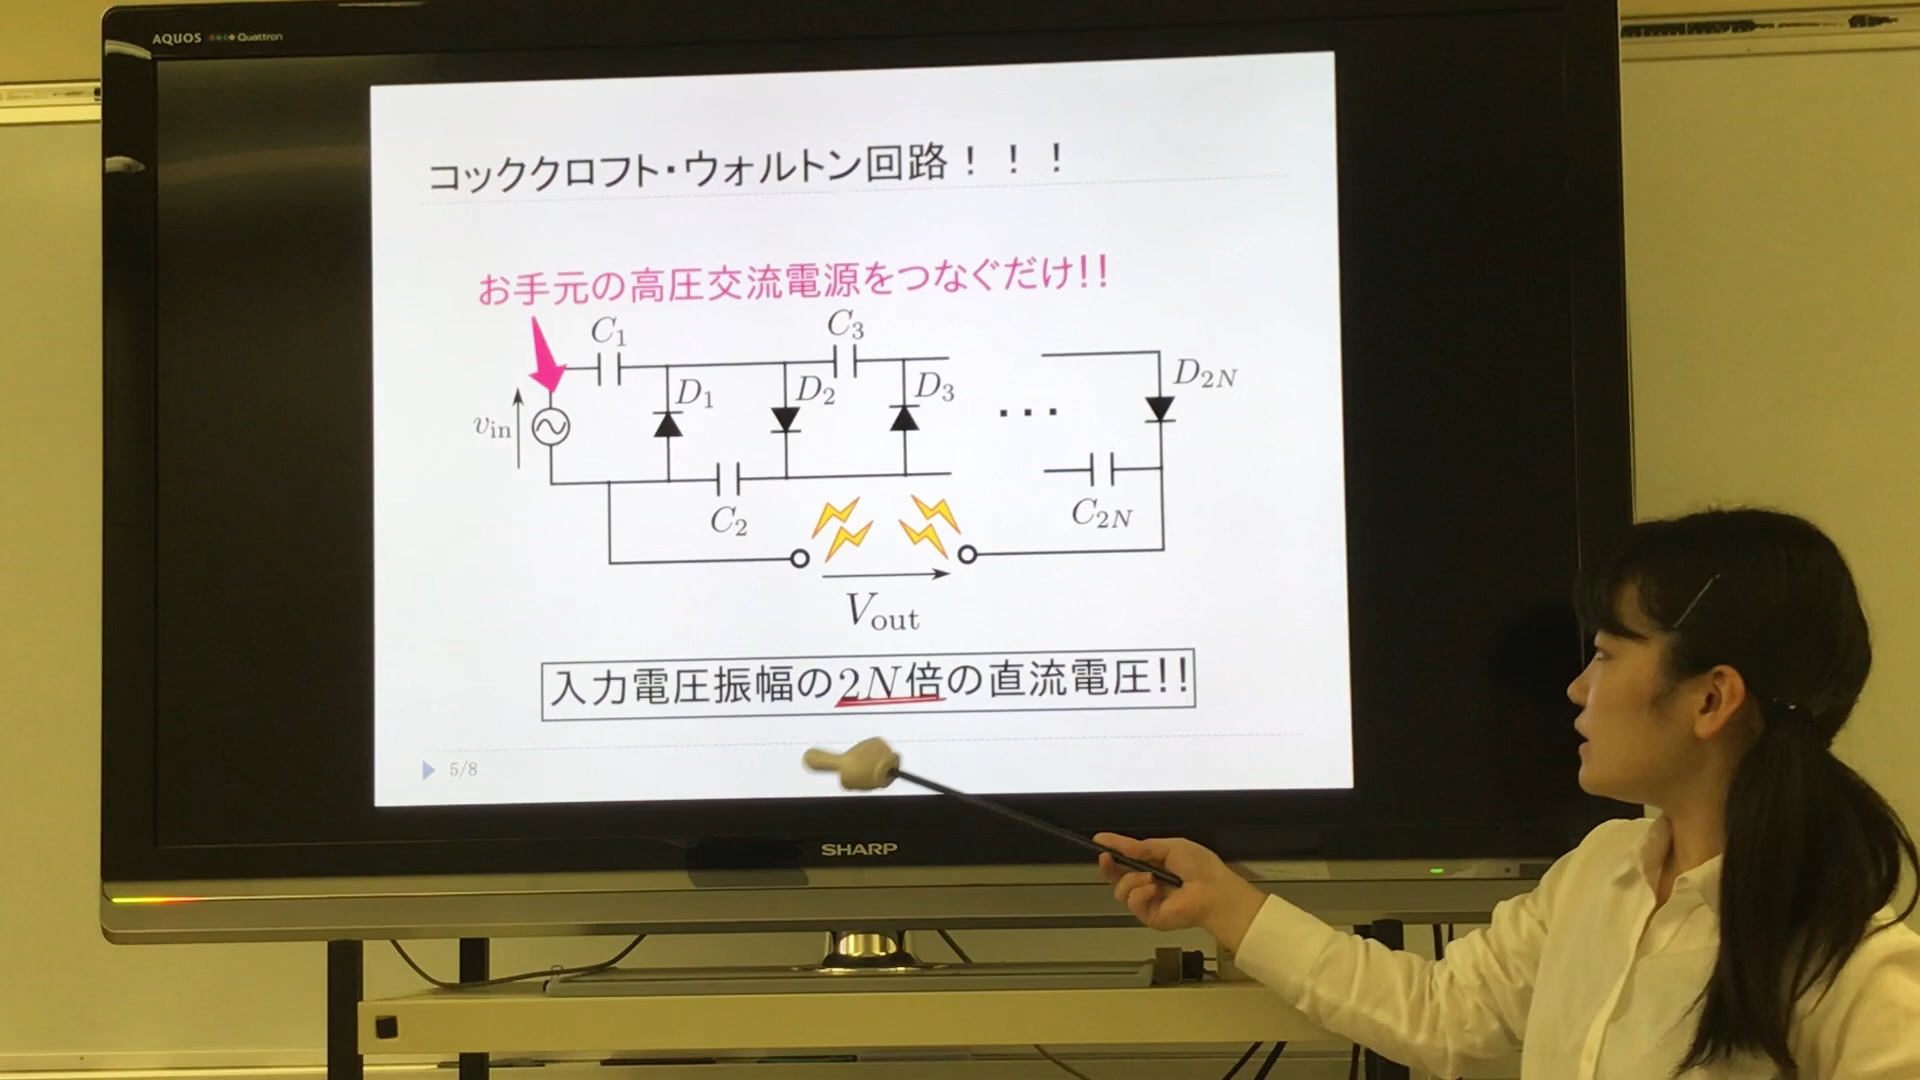 AQUOS Quattron
コッククロフト・ウォルトン回路！！！
お手元の高圧交流電源をつなぐだけ!!
C1 C3
D1 D2 D3 D2N
vin
...
C2 C2N
Vout
入力電圧振幅の2N倍の直流電圧!!
5/8
SHARP